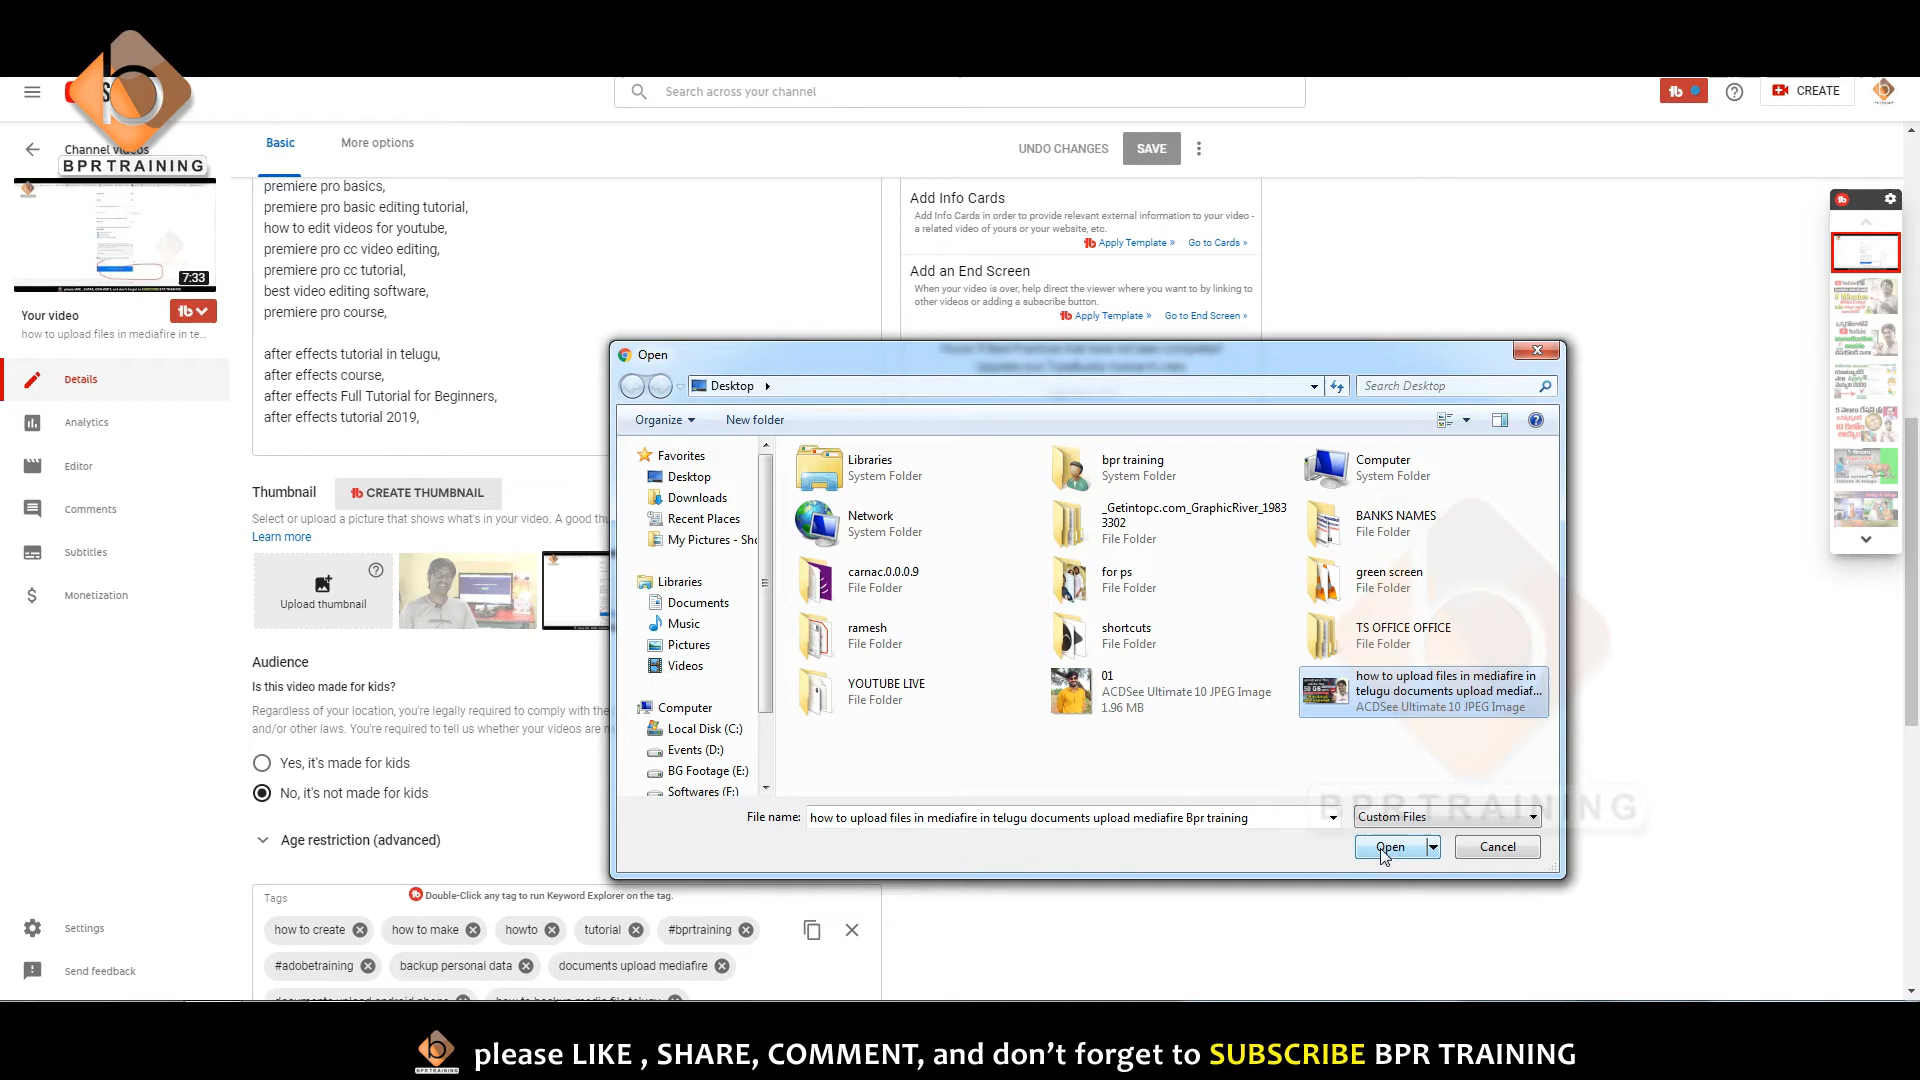 BPR TRAINING
Search across your channel
CREATE
Channel videos
7:33
Your video
how to upload files in mediafire in te...
Details
Analytics
Editor
Comments
Subtitles
Monetization
Settings
Send feedback
Basic
More options
UNDO CHANGES
SAVE
premiere pro basics,
premiere pro basic editing tutorial,
how to edit videos for youtube,
premiere pro cc video editing,
premiere pro cc tutorial,
best video editing software,
premiere pro course,
after effects tutorial in telugu,
after effects course,
after effects Full Tutorial for Beginners,
after effects tutorial 2019,
Add Info Cards
Add Info Cards in order to provide relevant external information to your video -
a related video of yours or your website, etc.
Apply Template » Go to Cards »
Add an End Screen
When your video is over, help direct the viewer where you want to by linking to
other videos or adding a subscribe button.
Apply Template » Go to End Screen »
Thumbnail
CREATE THUMBNAIL
Select or upload a picture that shows what's in your video. A good thu
Learn more
Upload thumbnail
Audience
Is this video made for kids?
Regardless of your location, you're legally required to comply with the
and/or other laws. You're required to tell us whether your videos are m
Yes, it's made for kids
No, it's not made for kids
Age restriction (advanced)
Tags
Double-Click any tag to run Keyword Explorer on the tag.
how to create
how to make
howto
tutorial
#bprtraining
#adobetraining
backup personal data
documents upload mediafire
Open
Desktop
Search Desktop
Organize
New folder
Favorites
Desktop
Downloads
Recent Places
My Pictures - Sho
Libraries
Documents
Music
Pictures
Videos
Computer
Local Disk (C:)
Events (D:)
BG Footage (E:)
Softwares (F:)
Libraries
System Folder
bpr training
System Folder
Computer
System Folder
Network
System Folder
_Getintopc.com_GraphicRiver_1983
3302
File Folder
BANKS NAMES
File Folder
carnac.0.0.0.9
File Folder
for ps
File Folder
green screen
File Folder
ramesh
File Folder
shortcuts
File Folder
TS OFFICE OFFICE
File Folder
YOUTUBE LIVE
File Folder
01
ACDSee Ultimate 10 JPEG Image
1.96 MB
how to upload files in mediafire in
telugu documents upload mediaf...
ACDSee Ultimate 10 JPEG Image
File name:
how to upload files in mediafire in telugu documents upload mediafire Bpr training
Custom Files
Open
Cancel
BPR TRAINING
BPR TRAINING
please LIKE , SHARE, COMMENT, and don't forget to SUBSCRIBE BPR TRAINING